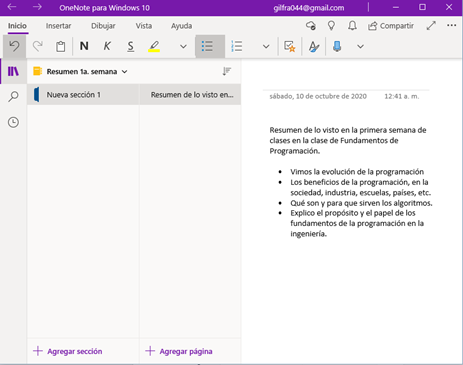 OneNote para Windows 10
gilfra044@gmail.com
Inicio Insertar Dibujar Vista Ayuda
Compartir
N K S
Resumen 1a. semana
Nueva sección 1
Resumen de lo visto en...
sábado, 10 de octubre de 2020 12:41 a. m.
Resumen de lo visto en la primera semana de
clases en la clase de Fundamentos de
Programación.
• Vimos la evolución de la programación
• Los beneficios de la programación, en la
sociedad, industria, escuelas, países, etc.
• Qué son y para que sirven los algoritmos.
• Explico el propósito y el papel de los
fundamentos de la programación en la
ingeniería.
+ Agregar sección
+ Agregar página